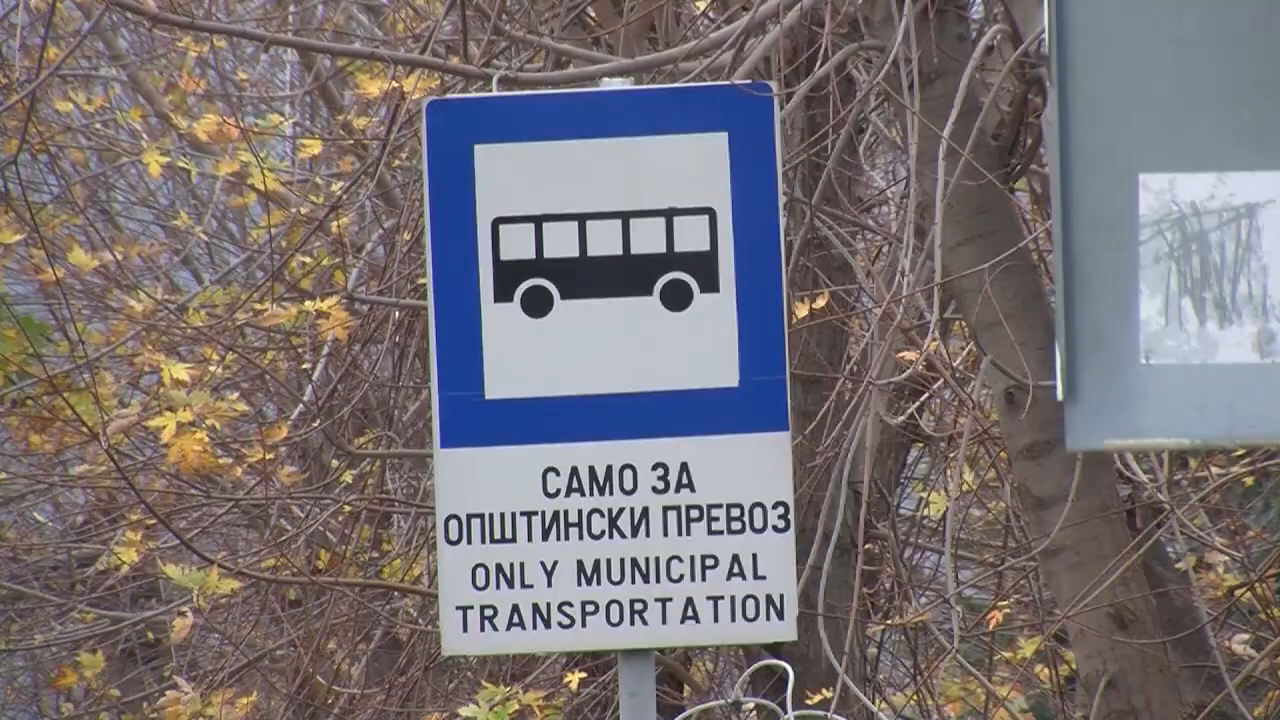 САМО ЗА
ОПШТИНСКИ ПРЕВОЗ
ONLY MUNICIPAL
TRANSPORTATION